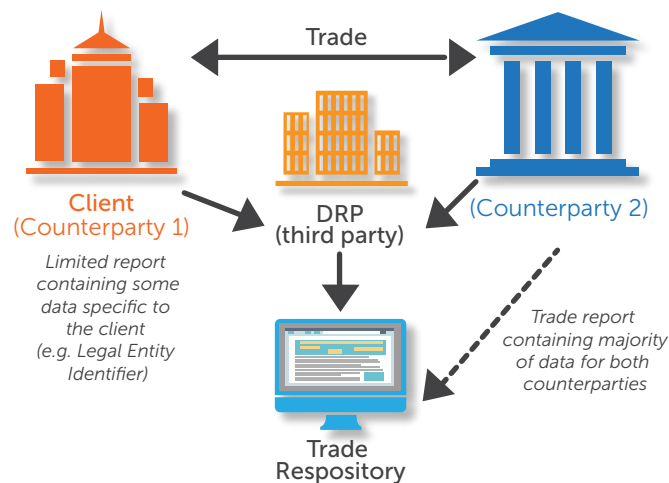 Trade
Client
(Counterparty 1)
Limited report
containing some
data specific to
the client
(e.g. Legal Entity
Identifier)
DRP
(third party)
(Counterparty 2)
Trade report
containing majority
of data for both
counterparties
Trade
Respository